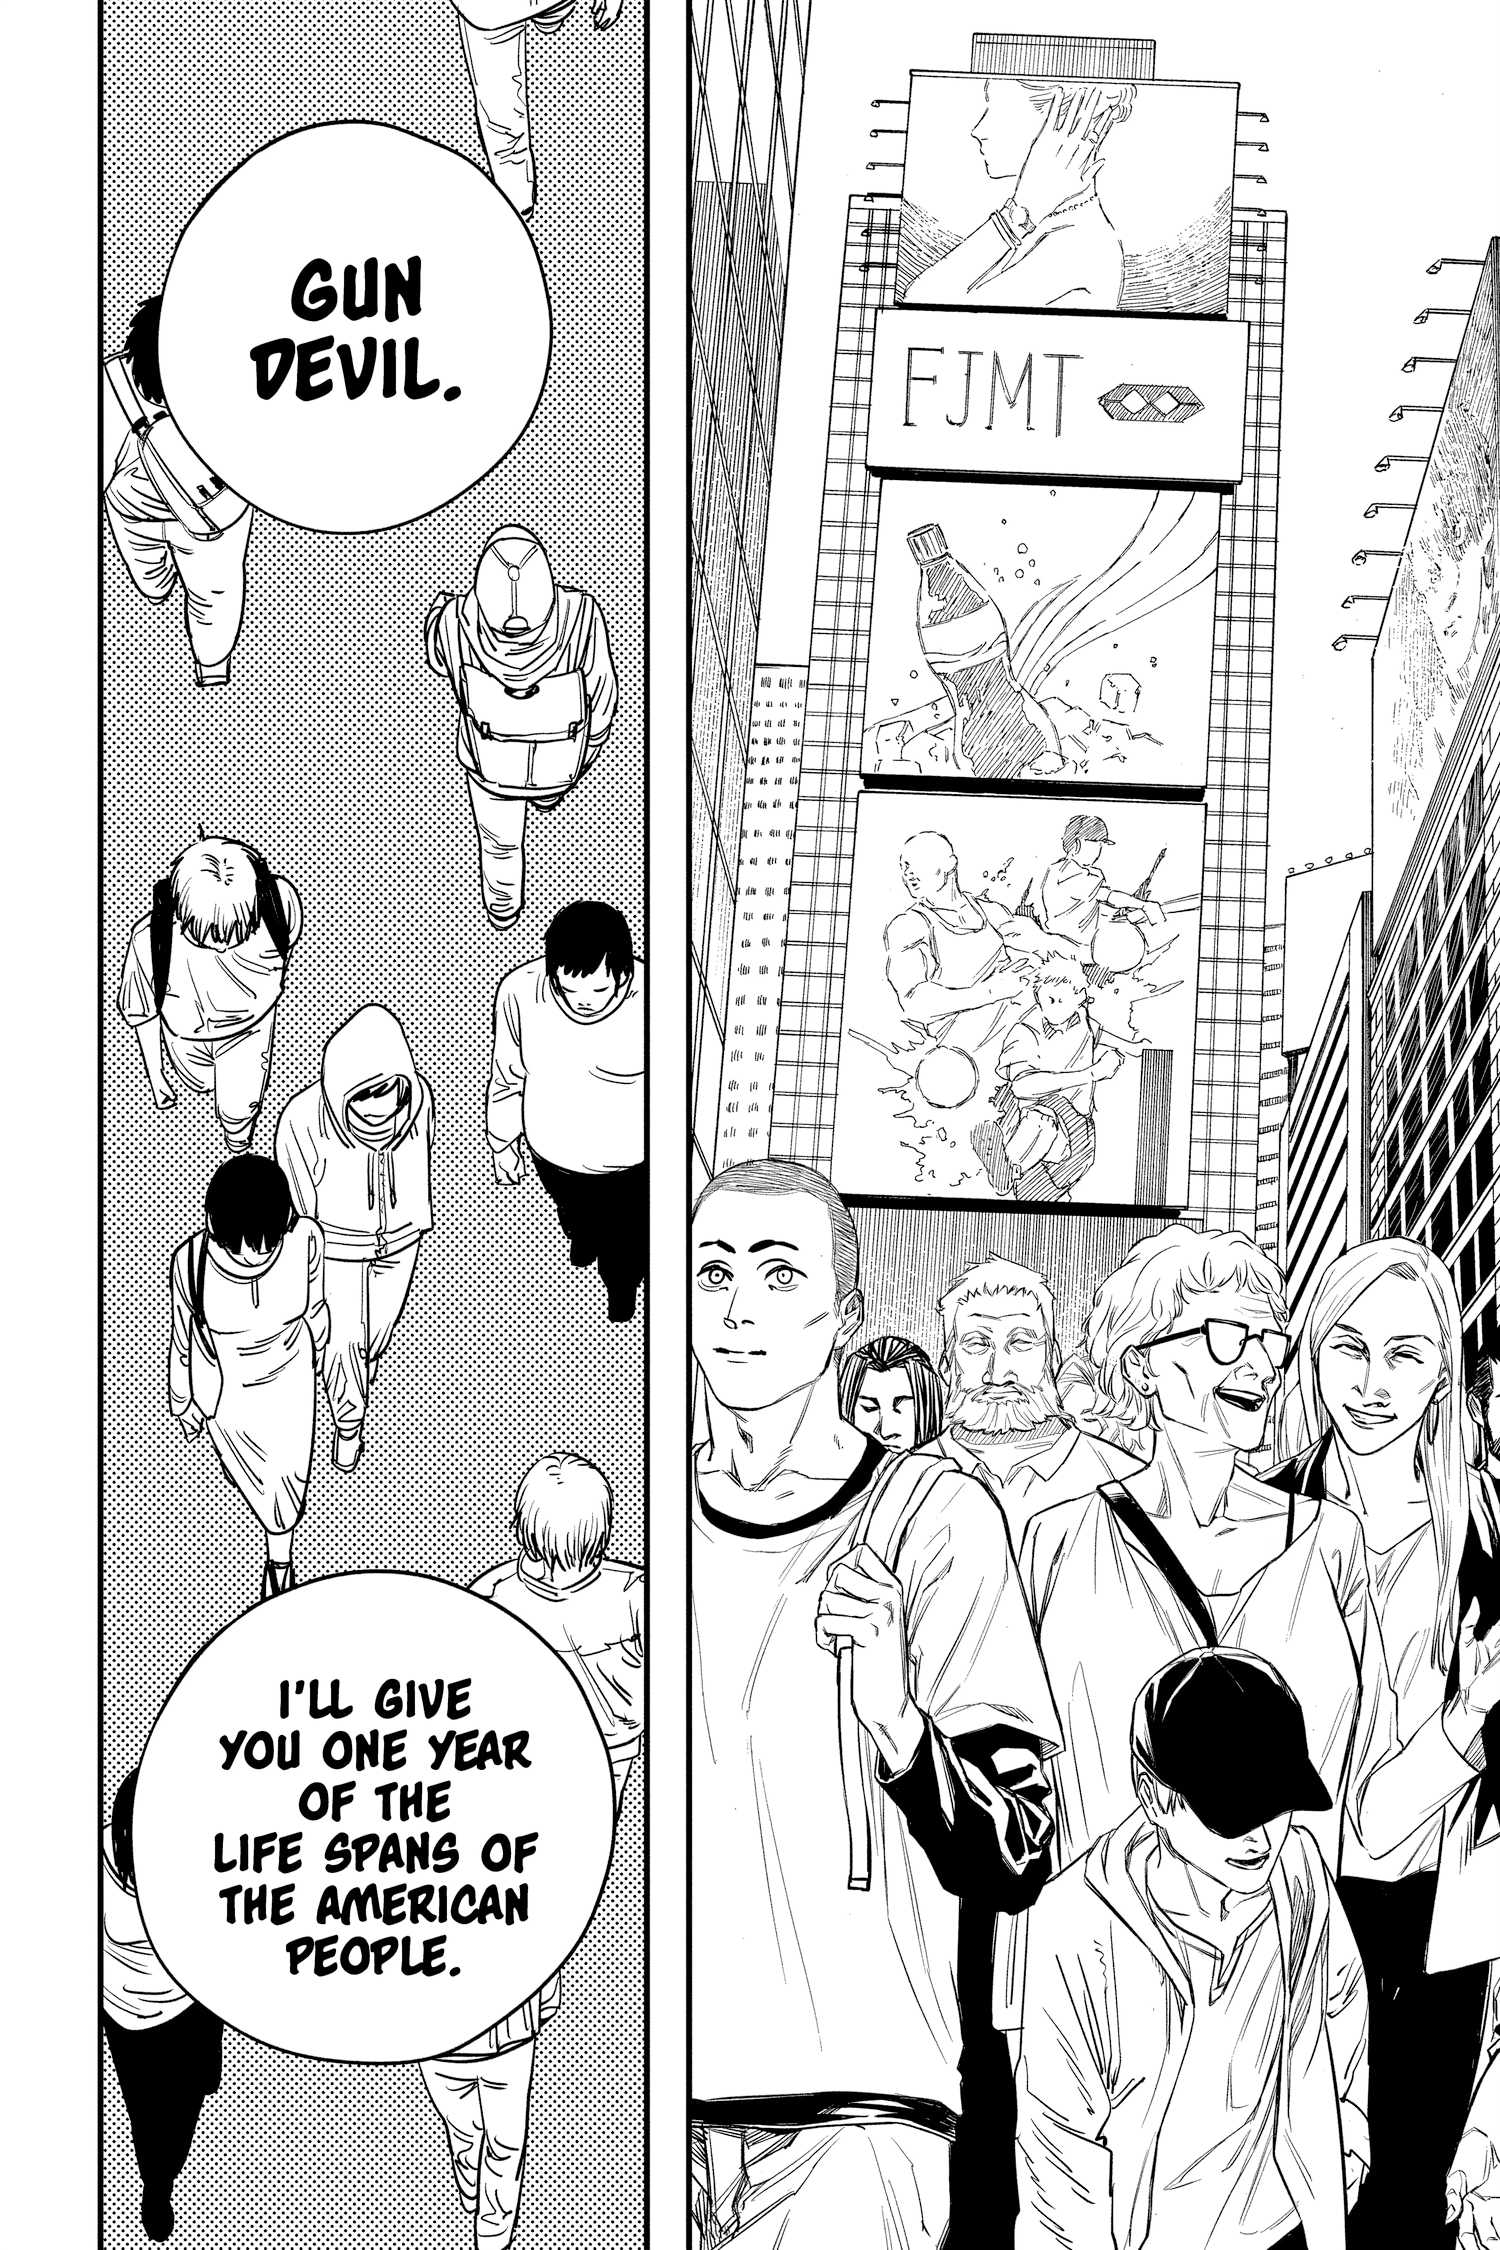 FJMT
GUN
DEVIL.
I'LL GIVE
YOU ONE YEAR
OF THE
LIFE SPANS OF
THE AMERICAN
PEOPLE.